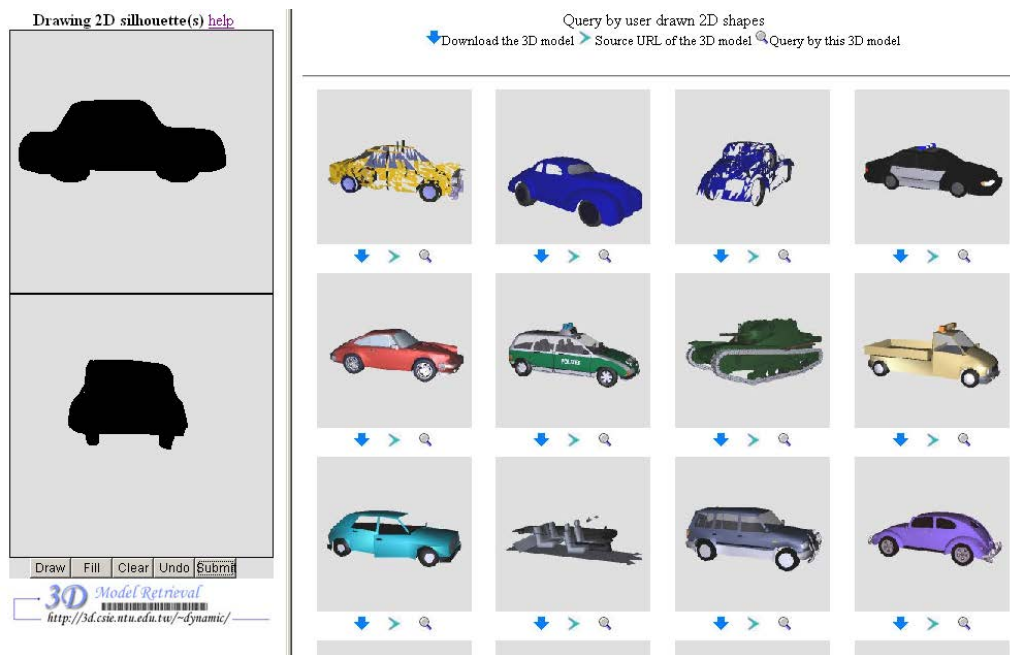 Drawing 2D silhouette(s) help
Draw Fill Clear Undo Submit
3D Model Retrieval
http://3d.csie.ntu.edu.tw/~dynamic/
Query by user drawn 2D shapes
Download the 3D model Source URL of the 3D model Query by this 3D model
POLIZEI